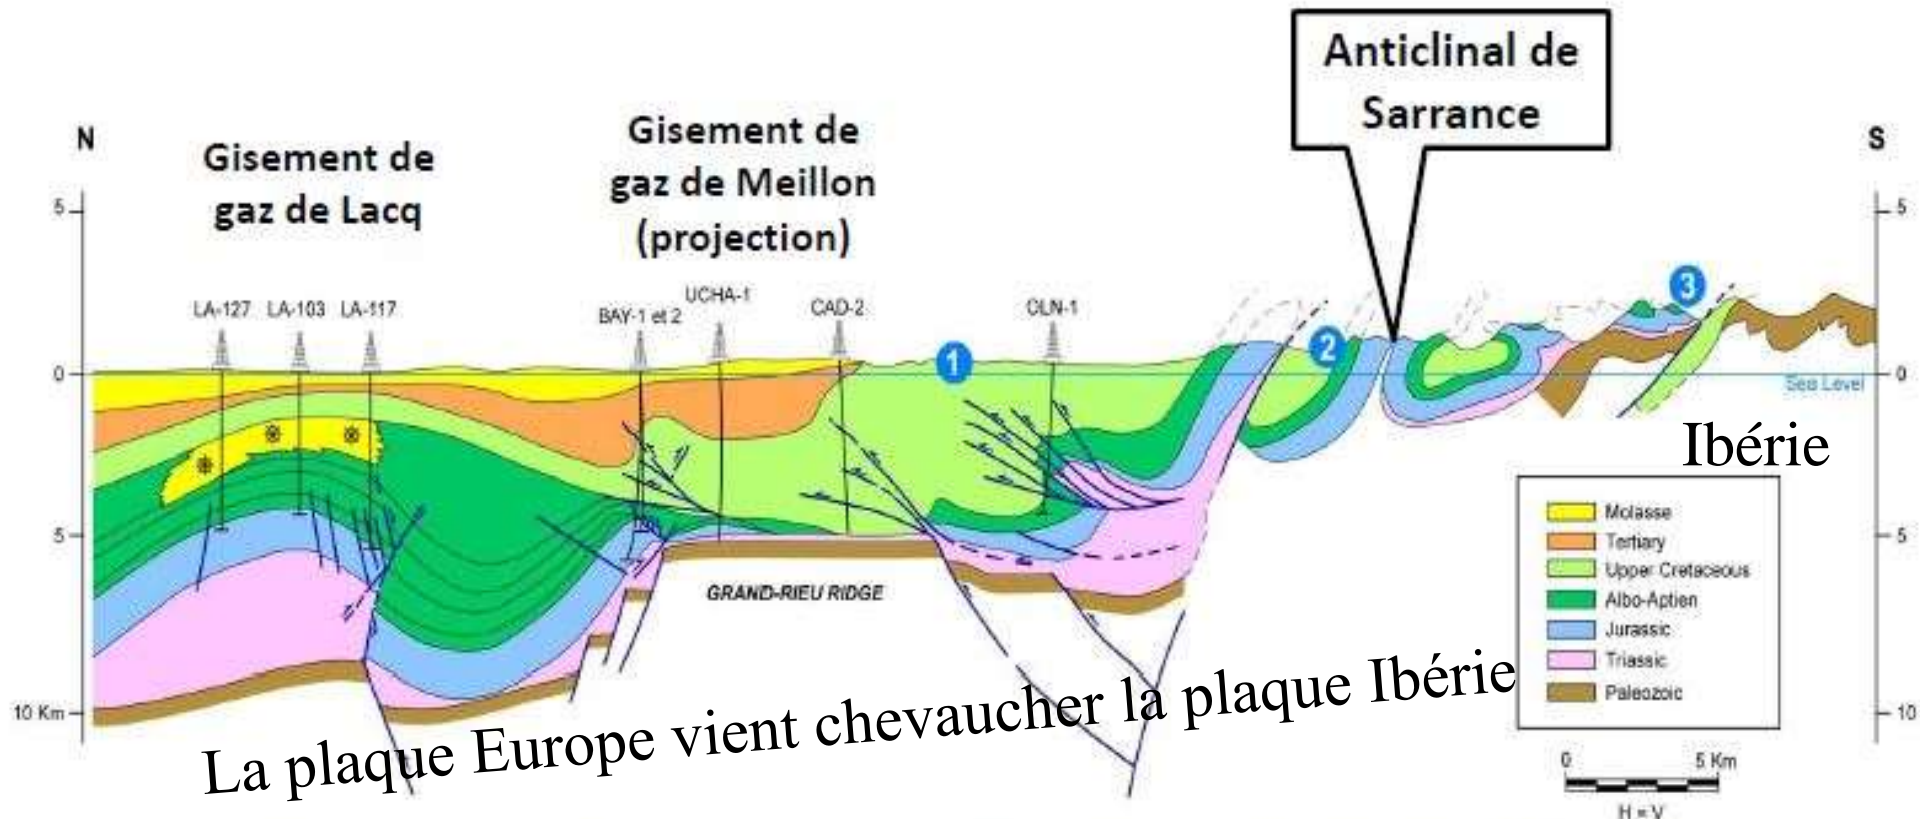 Anticlinal de
Sarrance
N
Gisement de
gaz de Lacq
Gisement de
gaz de Meillon
(projection)
S
5
5
LA-127 LA-103 LA-117
BAY-1 et 2
UCHA-1
CAD-2
OLN-1
1
2
3
0
0
Sea Level
Ibérie
5
5
GRAND-RIEU RIDGE
Molasse
Tertiary
Upper Cretaceous
Albo-Aptien
Jurassic
Triassic
Paleozoic
10 Km
10
La plaque Europe vient chevaucher la plaque Ibérie
0 5 Km
H = V